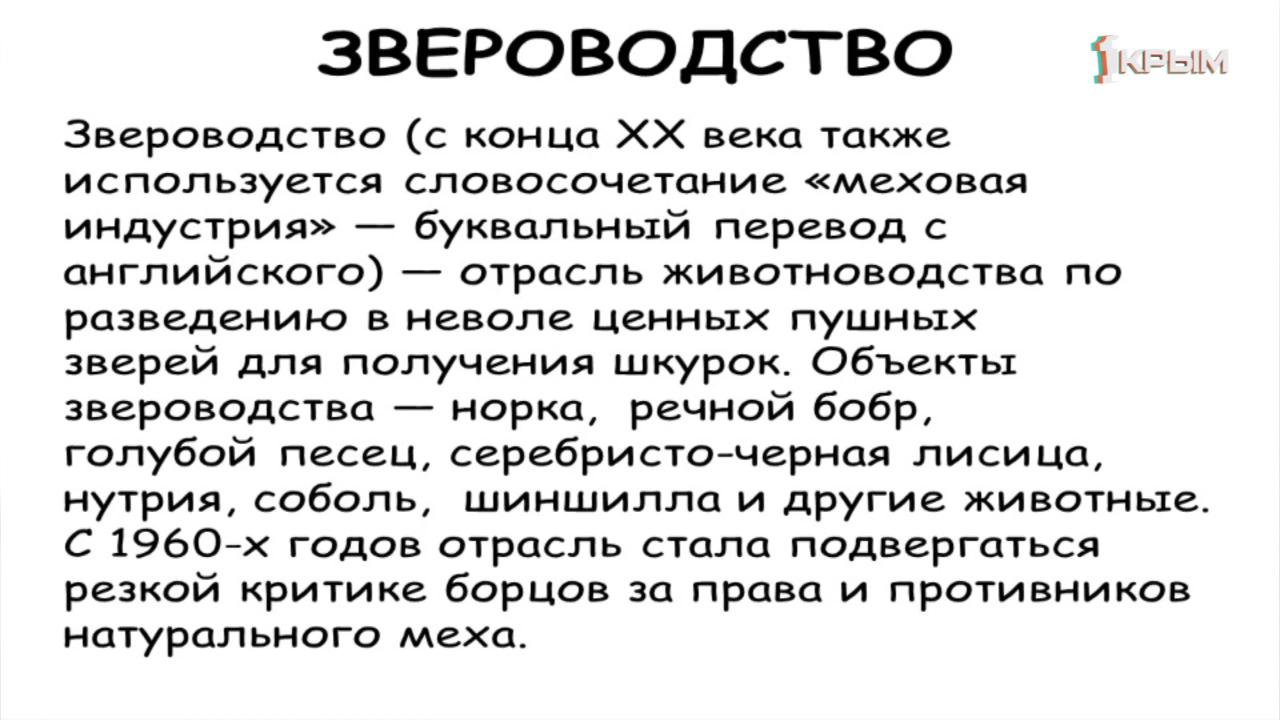 ЗВЕРОВОДСТВО
1КРЫМ
Звероводство (с конца XX века также
используется словосочетание «меховая
индустрия» — буквальный перевод с
английского) — отрасль животноводства по
разведению в неволе ценных пушных
зверей для получения шкурок. Объекты
звероводства — норка, речной бобр,
голубой песец, серебристо-черная лисица,
нутрия, соболь, шиншилла и другие животные.
С 1960-х годов отрасль стала подвергаться
резкой критике борцов за права и противников
натурального меха.